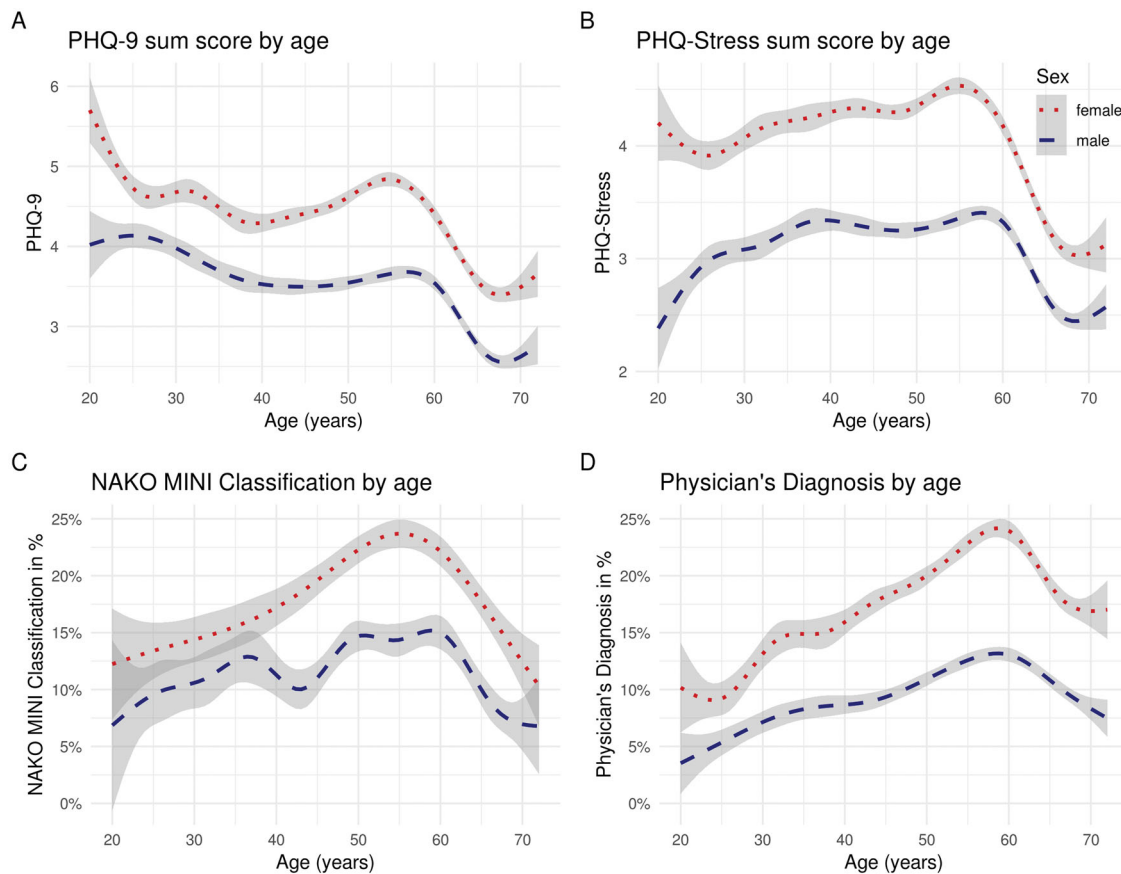 A
PHQ-9 sum score by age
PHQ-9
6
5
4
3
20 30 40 50 60 70
Age (years)
B
PHQ-Stress sum score by age
PHQ-Stress
4
3
2
20 30 40 50 60 70
Age (years)
Sex
female
male
C
NAKO MINI Classification by age
NAKO MINI Classification in %
25%
20%
15%
10%
5%
0%
20 30 40 50 60 70
Age (years)
D
Physician's Diagnosis by age
Physician's Diagnosis in %
25%
20%
15%
10%
5%
0%
20 30 40 50 60 70
Age (years)